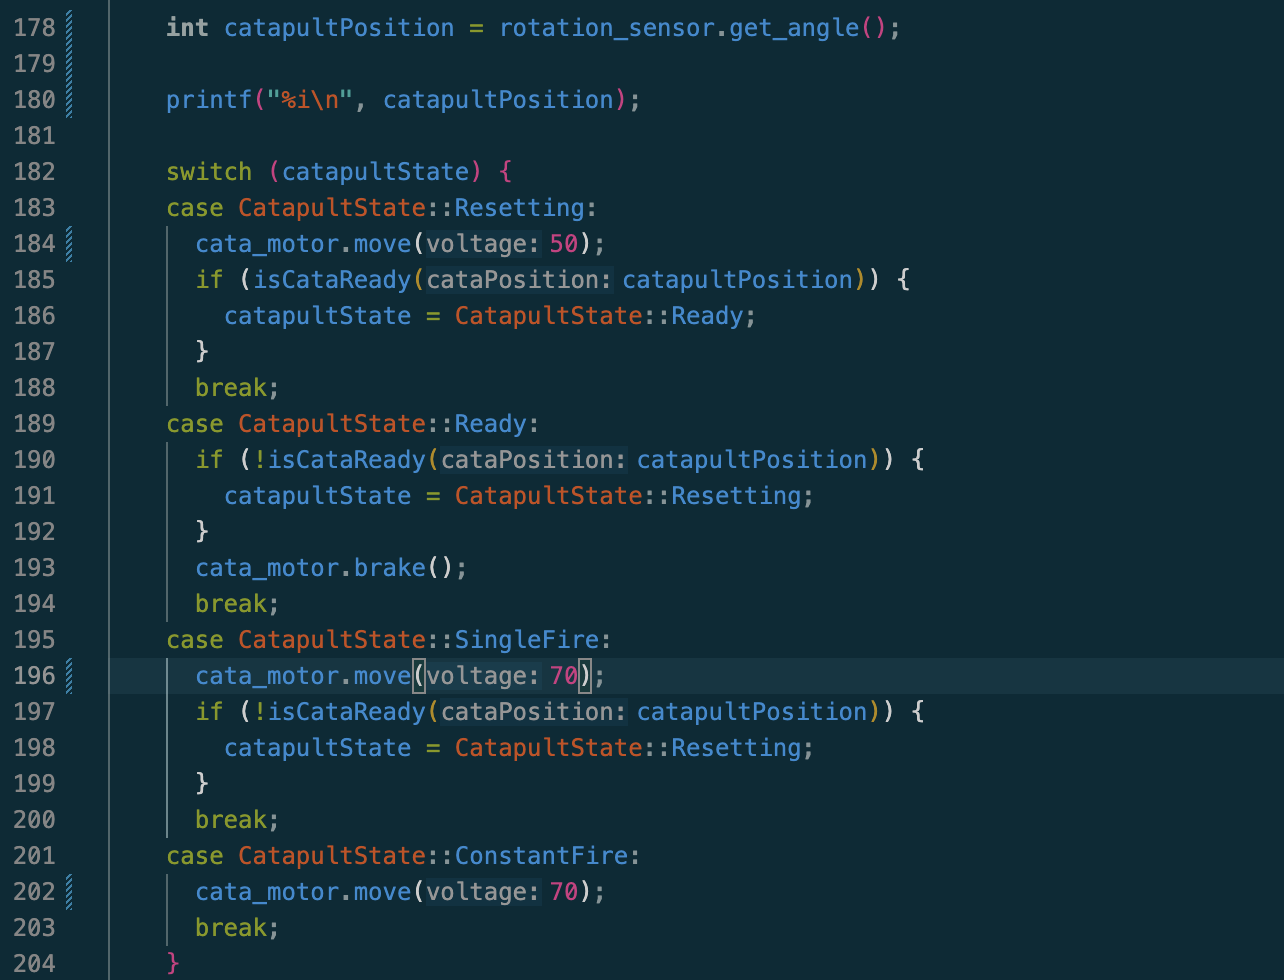 178 int catapultPosition = rotation_sensor.get_angle();
179
180 printf("%i\n", catapultPosition);
181
182 switch (catapultState) {
183 case CatapultState::Resetting:
184 cata_motor.move(voltage: 50);
185 if (isCataReady(cataPosition: catapultPosition)) {
186 catapultState = CatapultState::Ready;
187 }
188 break;
189 case CatapultState::Ready:
190 if (!isCataReady(cataPosition: catapultPosition)) {
191 catapultState = CatapultState::Resetting;
192 }
193 cata_motor.brake();
194 break;
195 case CatapultState::SingleFire:
196 cata_motor.move(voltage: 70);
197 if (!isCataReady(cataPosition: catapultPosition)) {
198 catapultState = CatapultState::Resetting;
199 }
200 break;
201 case CatapultState::ConstantFire:
202 cata_motor.move(voltage: 70);
203 break;
204 }